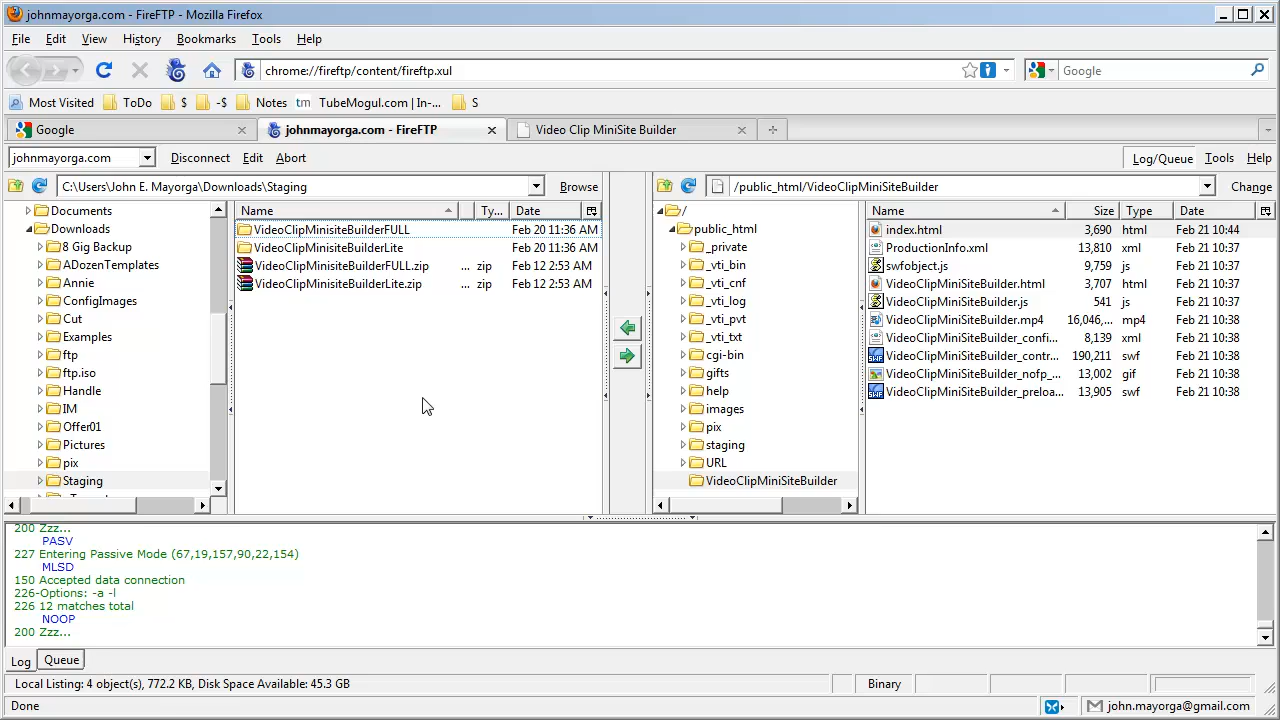 johnmayorga.com - FireFTP - Mozilla Firefox
File Edit View History Bookmarks Tools Help
chrome://fireftp/content/fireftp.xul Google
Most Visited ToDo $ -$ Notes tm TubeMogul.com | In-... S
Google johnmayorga.com - FireFTP Video Clip MiniSite Builder
johnmayorga.com Disconnect Edit Abort Log/Queue Tools Help
C:\Users\John E. Mayorga\Downloads\Staging Browse /public_html/VideoClipMiniSiteBuilder Change
Documents
Downloads
8 Gig Backup
ADozenTemplates
Annie
ConfigImages
Cut
Examples
ftp
ftp.iso
Handle
IM
Offer01
Pictures
pix
Staging
Name Ty... Date
VideoClipMinisiteBuilderFULL Feb 20 11:36 AM
VideoClipMinisiteBuilderLite Feb 20 11:36 AM
VideoClipMinisiteBuilderFULL.zip ... zip Feb 12 2:53 AM
VideoClipMinisiteBuilderLite.zip ... zip Feb 12 2:53 AM
/
public_html
_private
_vti_bin
_vti_cnf
_vti_log
_vti_pvt
_vti_txt
cgi-bin
gifts
help
images
pix
staging
URL
VideoClipMiniSiteBuilder
Name Size Type Date
index.html 3,690 html Feb 21 10:44
ProductionInfo.xml 13,810 xml Feb 21 10:37
swfobject.js 9,759 js Feb 21 10:37
VideoClipMiniSiteBuilder.html 3,707 html Feb 21 10:37
VideoClipMiniSiteBuilder.js 541 js Feb 21 10:37
VideoClipMiniSiteBuilder.mp4 16,046,... mp4 Feb 21 10:38
VideoClipMiniSiteBuilder_confi... 8,139 xml Feb 21 10:38
VideoClipMiniSiteBuilder_contr... 190,211 swf Feb 21 10:38
VideoClipMiniSiteBuilder_nofp_... 13,002 gif Feb 21 10:38
VideoClipMiniSiteBuilder_preloa... 13,905 swf Feb 21 10:38
200 Zzz...
PASV
227 Entering Passive Mode (67,19,157,90,22,154)
MLSD
150 Accepted data connection
226-Options: -a -l
226 12 matches total
NOOP
200 Zzz...
Log Queue
Local Listing: 4 object(s), 772.2 KB, Disk Space Available: 45.3 GB Binary
Done john.mayorga@gmail.com